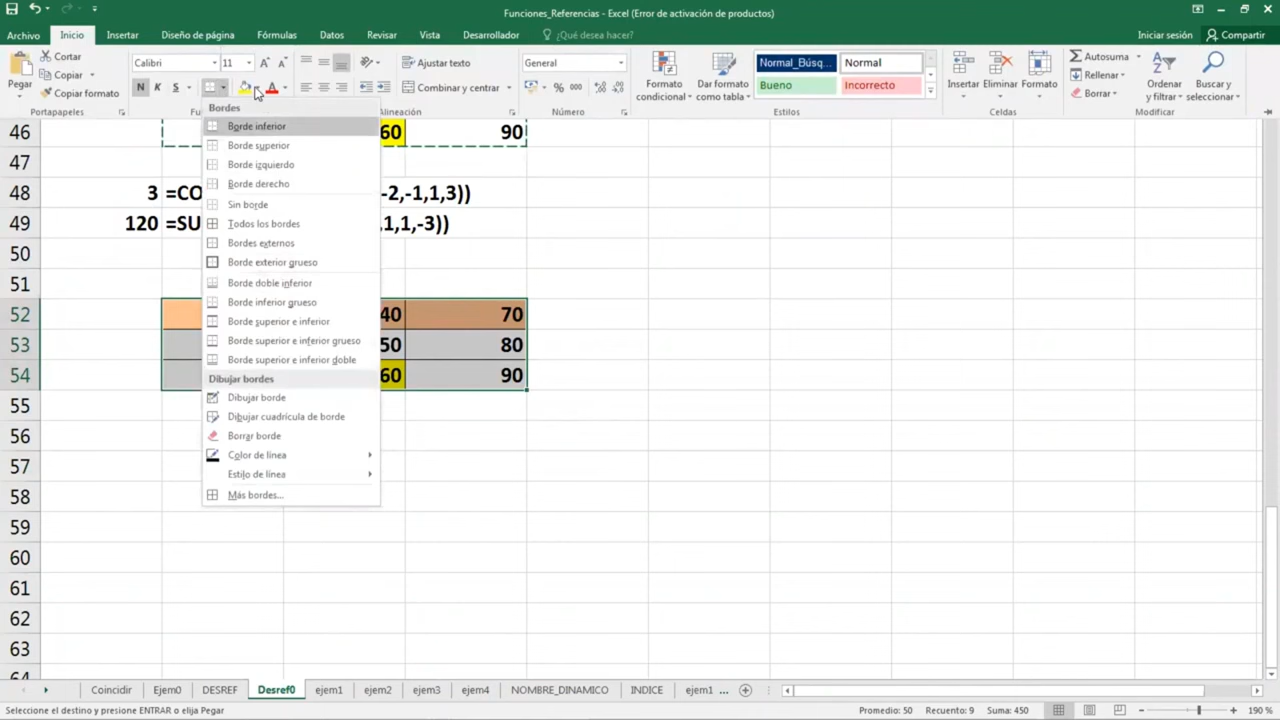 Funciones_Referencias - Excel (Error de activación de productos)
Archivo Inicio Insertar Diseño de página Fórmulas Datos Revisar Vista Desarrollador ¿Qué desea hacer? Iniciar sesión Compartir
Pegar
Cortar
Copiar
Copiar formato
Portapapeles
Calibri 11
N K S
Ajustar texto
Combinar y centrar
Alineación
General
% 000
Número
Formato condicional
Dar formato como tabla
Normal_Búsq... Normal
Bueno Incorrecto
Estilos
Insertar Eliminar Formato
Celdas
Autosuma
Rellenar
Borrar
Ordenar y filtrar
Buscar y seleccionar
Modificar
Bordes
Borde inferior
Borde superior
Borde izquierdo
Borde derecho
Sin borde
Todos los bordes
Bordes externos
Borde exterior grueso
Borde doble inferior
Borde inferior grueso
Borde superior e inferior
Borde superior e inferior grueso
Borde superior e inferior doble
Dibujar bordes
Dibujar borde
Dibujar cuadrícula de borde
Borrar borde
Color de línea
Estilo de línea
Más bordes...
46 60 90
47
48 3 =CO -2,-1,1,3))
49 120 =SU ,1,1,-3))
50
51
52 40 70
53 50 80
54 60 90
55
56
57
58
59
60
61
62
63
64
Coincidir Ejem0 DESREF Desref0 ejem1 ejem2 ejem3 ejem4 NOMBRE_DINAMICO INDICE ejem1 ...
Seleccione el destino y presione ENTRAR o elija Pegar Promedio: 50 Recuento: 9 Suma: 450 190 %